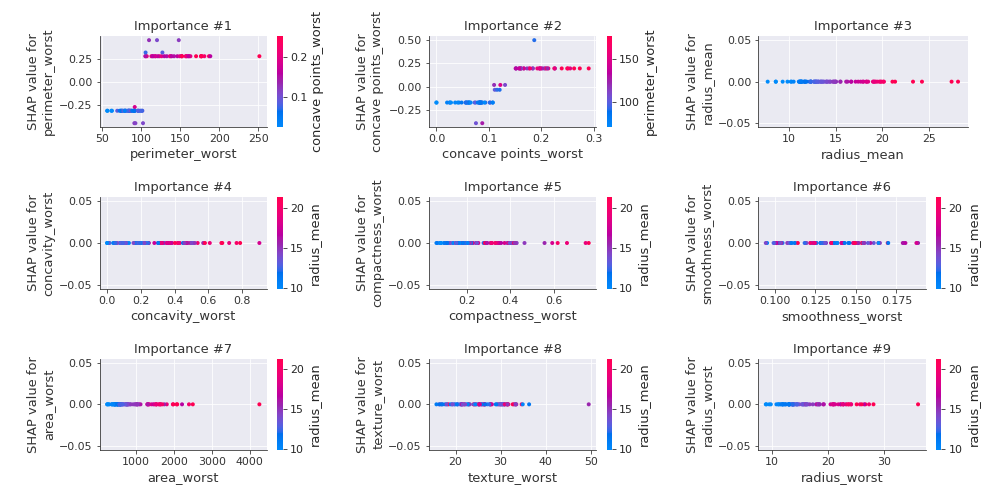 Importance #1
SHAP value for
perimeter_worst
0.25
0.00
−0.25
50
100
150
200
250
perimeter_worst
0.2
0.1
concave points_worst
Importance #2
SHAP value for
concave points_worst
0.50
0.25
0.00
−0.25
0.0
0.1
0.2
0.3
concave points_worst
150
100
perimeter_worst
Importance #3
SHAP value for
radius_mean
0.05
0.00
−0.05
10
15
20
25
radius_mean
Importance #4
SHAP value for
concavity_worst
0.05
0.00
−0.05
0.0
0.2
0.4
0.6
0.8
concavity_worst
20
15
10
radius_mean
Importance #5
SHAP value for
compactness_worst
0.05
0.00
−0.05
0.2
0.4
0.6
compactness_worst
20
15
10
radius_mean
Importance #6
SHAP value for
smoothness_worst
0.05
0.00
−0.05
0.100
0.125
0.150
0.175
smoothness_worst
20
15
10
radius_mean
Importance #7
SHAP value for
area_worst
0.05
0.00
−0.05
1000
2000
3000
4000
area_worst
20
15
10
radius_mean
Importance #8
SHAP value for
texture_worst
0.05
0.00
−0.05
20
30
40
50
texture_worst
20
15
10
radius_mean
Importance #9
SHAP value for
radius_worst
0.05
0.00
−0.05
10
20
30
radius_worst
20
15
10
radius_mean